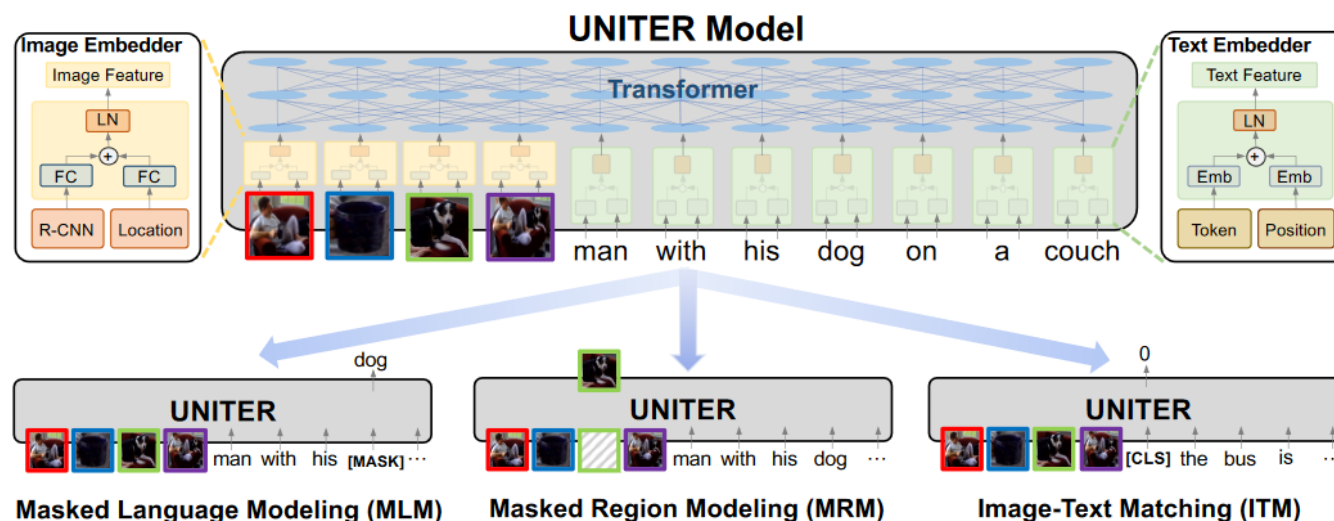 UNITER Model
Image Embedder
Image Feature
LN
+
FC FC
R-CNN Location
Transformer
Text Embedder
Text Feature
LN
+
Emb Emb
Token Position
man with his dog on a couch
dog
UNITER
man with his [MASK] ...
Masked Language Modeling (MLM)
UNITER
man with his dog ...
Masked Region Modeling (MRM)
0
UNITER
[CLS] the bus is ...
Image-Text Matching (ITM)